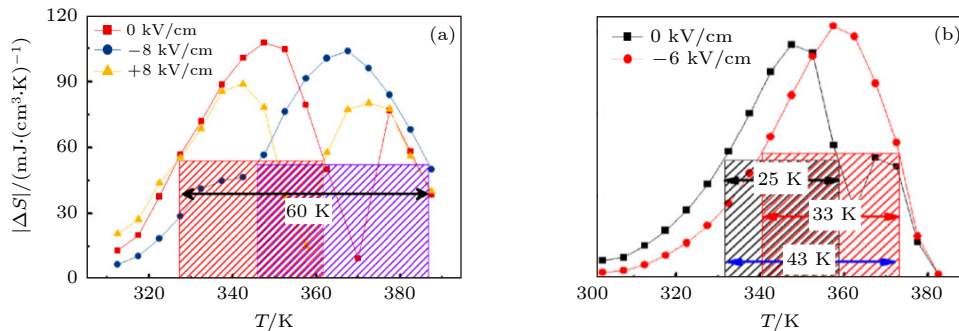 |ΔS|/(mJ·(cm³·K)⁻¹)
120
90
60
30
0
0 kV/cm
−8 kV/cm
+8 kV/cm
(a)
60 K
320
340
360
380
T/K
0 kV/cm
−6 kV/cm
(b)
25 K
33 K
43 K
300
320
340
360
380
T/K